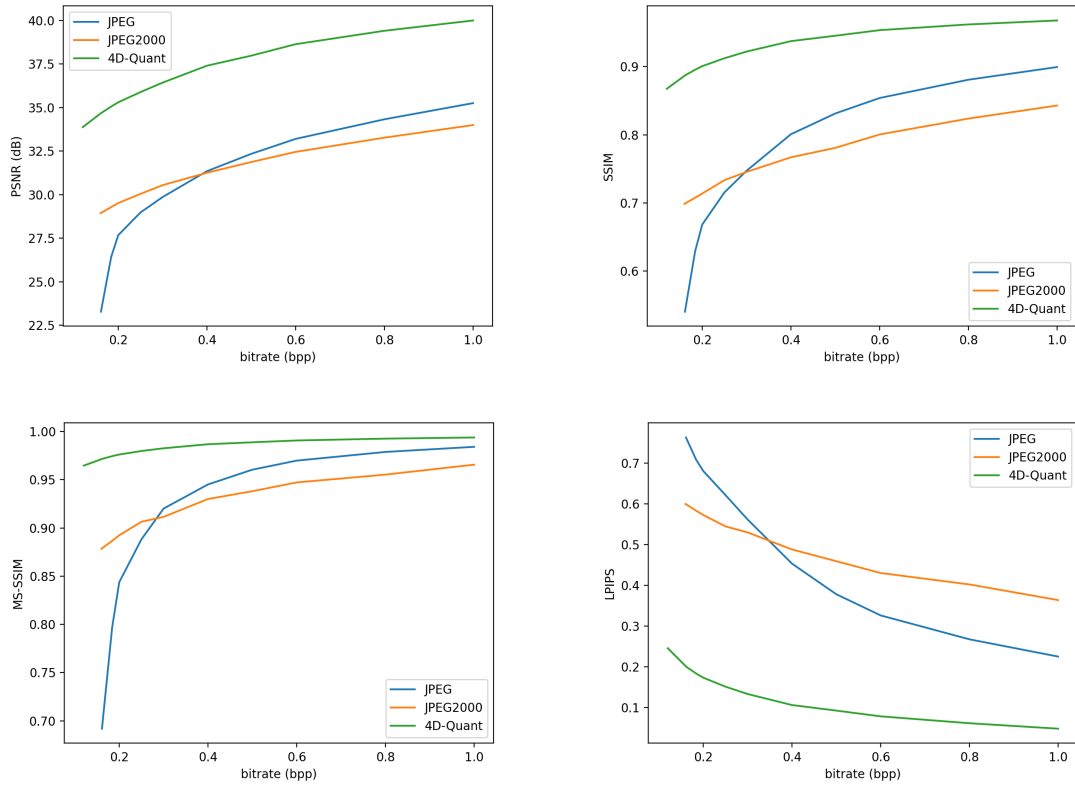 40.0
37.5
35.0
32.5
30.0
27.5
25.0
22.5
PSNR (dB)
JPEG
JPEG2000
4D-Quant
0.2 0.4 0.6 0.8 1.0
bitrate (bpp)
0.9
0.8
0.7
0.6
SSIM
JPEG
JPEG2000
4D-Quant
0.2 0.4 0.6 0.8 1.0
bitrate (bpp)
1.00
0.95
0.90
0.85
0.80
0.75
0.70
MS-SSIM
JPEG
JPEG2000
4D-Quant
0.2 0.4 0.6 0.8 1.0
bitrate (bpp)
0.7
0.6
0.5
0.4
0.3
0.2
0.1
LPIPS
JPEG
JPEG2000
4D-Quant
0.2 0.4 0.6 0.8 1.0
bitrate (bpp)